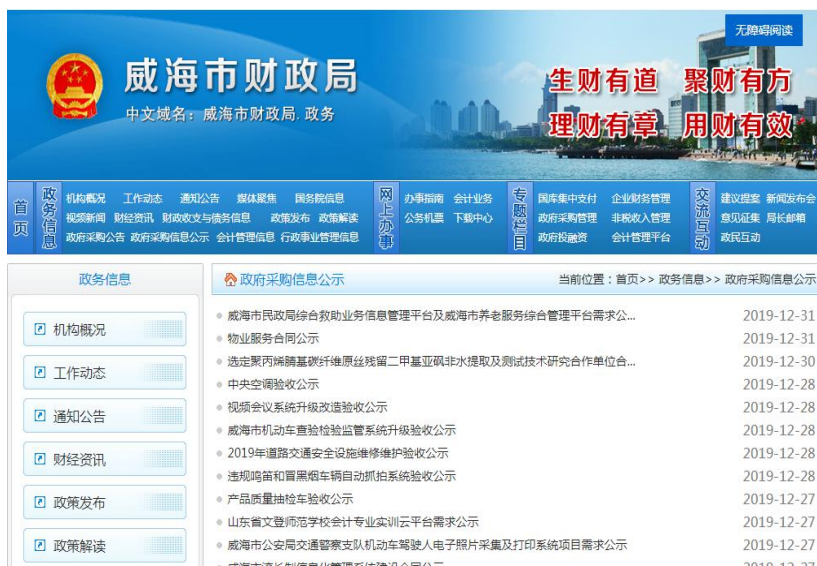 无障碍阅读
威海市财政局
中文域名：威海市财政局.政务
生财有道 聚财有方
理财有章 用财有效
首页
政务信息
机构概况 工作动态 通知公告 媒体聚焦 国务院信息
视频新闻 财经资讯 财政收支与债务信息 政策发布 政策解读
政府采购公告 政府采购信息公示 会计管理信息 行政事业管理信息
网上办事
办事指南 会计业务
公务机票 下载中心
专题栏目
国库集中支付 企业财务管理
政府采购管理 非税收入管理
政府投融资 会计管理平台
交流互动
建议提案 新闻发布会
意见征集 局长邮箱
政民互动
政务信息
机构概况
工作动态
通知公告
财经资讯
政策发布
政策解读
政府采购信息公示 当前位置：首页>> 政务信息>> 政府采购信息公示
威海市民政局综合救助业务信息管理平台及威海市养老服务综合管理平台需求公... 2019-12-31
物业服务合同公示 2019-12-31
选定聚丙烯腈基碳纤维原丝残留二甲基亚砜非水提取及测试技术研究合作单位合... 2019-12-30
中央空调验收公示 2019-12-28
视频会议系统升级改造验收公示 2019-12-28
威海市机动车查验检验监管系统升级验收公示 2019-12-28
2019年道路交通安全设施维修维护验收公示 2019-12-28
违规鸣笛和冒黑烟车辆自动抓拍系统验收公示 2019-12-28
产品质量抽检车验收公示 2019-12-27
山东省文登师范学校会计专业实训云平台需求公示 2019-12-27
威海市公安局交通警察支队机动车驾驶人电子照片采集及打印系统项目需求公示 2019-12-27